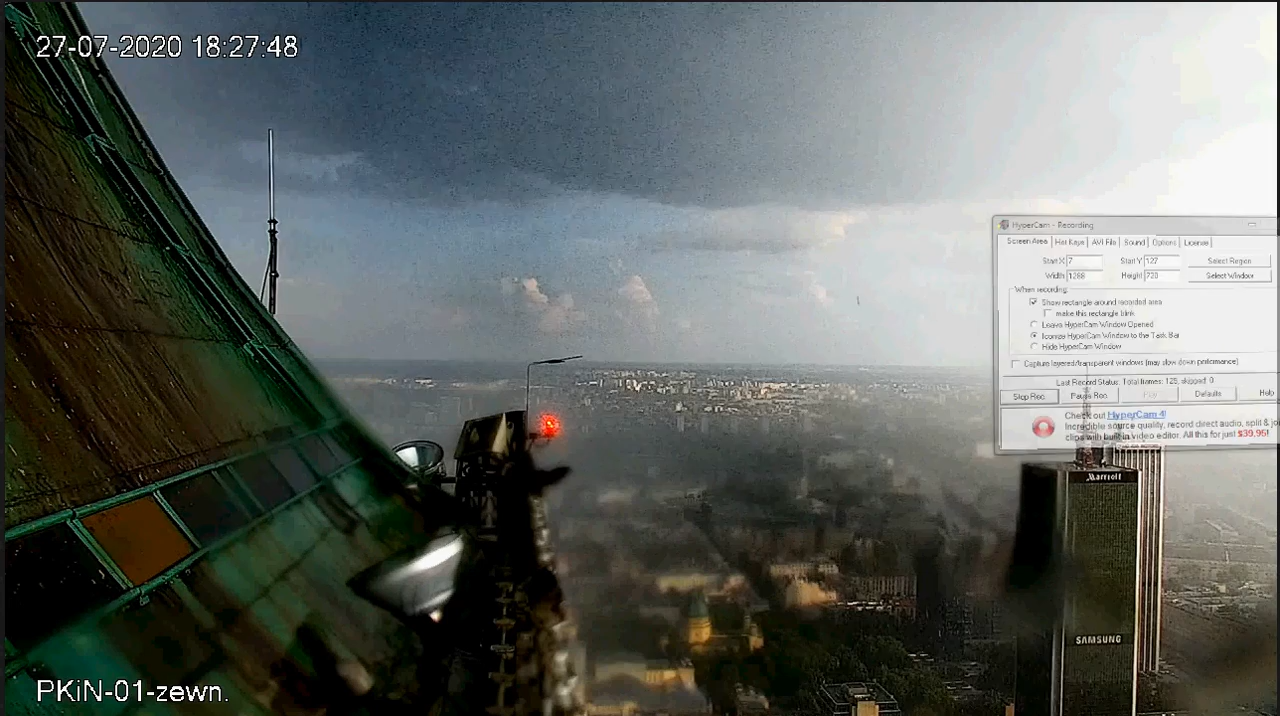 27-07-2020 18:27:48
HyperCam - Recording
Screen Area Hot Keys AVI File Sound Options License
Start X 7 Start Y 127 Select Region
Width 1288 Height 720 Select Window
When recording:
Show rectangle around recorded area
make this rectangle blink
Leave HyperCam Window Opened
Iconize HyperCam Window to the Task Bar
Hide HyperCam Window
Capture layered/transparent windows (may slow down performance)
Last Record Status: Total frames: 125, skipped: 0
Stop Rec. Pause Rec. Play Defaults Help
Check out HyperCam 4!
Incredible source quality, record direct audio, split & jo
clips with built in video editor. All this for just $39.95!
Marriott
SAMSUNG
PKiN-01-zewn.